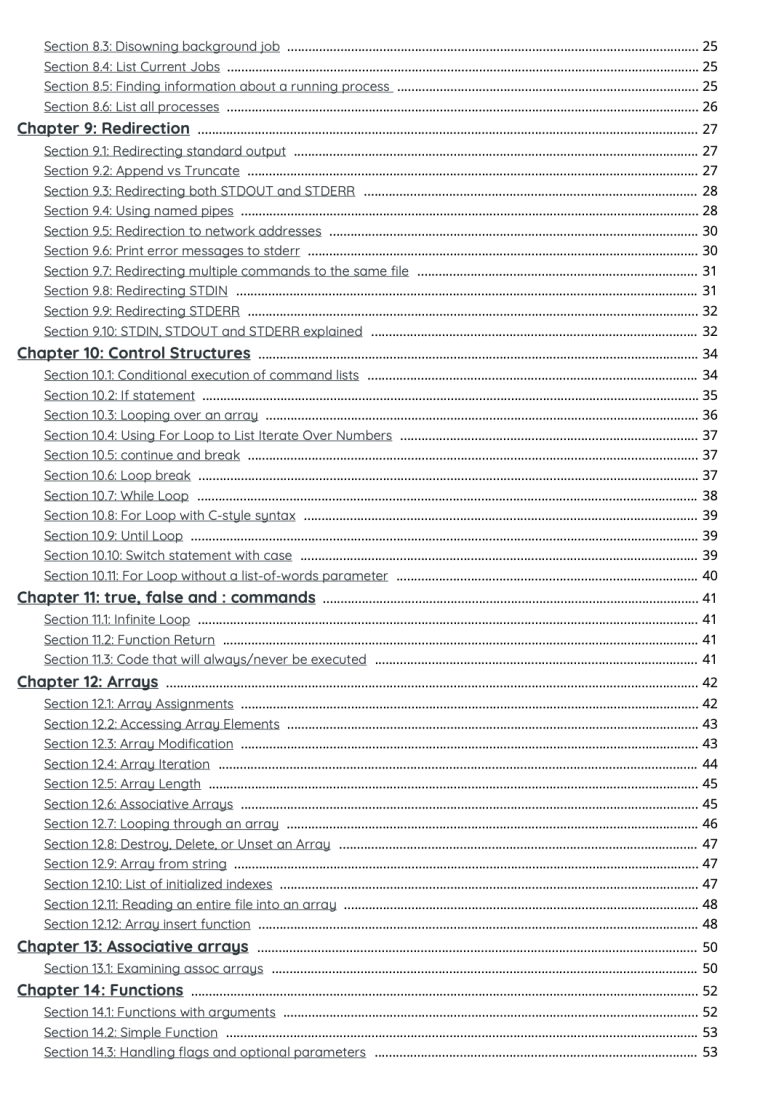 Section 8.3: Disowning background job ........ 25
Section 8.4: List Current Jobs ........ 25
Section 8.5: Finding information about a running process ........ 25
Section 8.6: List all processes ........ 26
Chapter 9: Redirection ........ 27
Section 9.1: Redirecting standard output ........ 27
Section 9.2: Append vs Truncate ........ 27
Section 9.3: Redirecting both STDOUT and STDERR ........ 28
Section 9.4: Using named pipes ........ 28
Section 9.5: Redirection to network addresses ........ 30
Section 9.6: Print error messages to stderr ........ 30
Section 9.7: Redirecting multiple commands to the same file ........ 31
Section 9.8: Redirecting STDIN ........ 31
Section 9.9: Redirecting STDERR ........ 32
Section 9.10: STDIN, STDOUT and STDERR explained ........ 32
Chapter 10: Control Structures ........ 34
Section 10.1: Conditional execution of command lists ........ 34
Section 10.2: If statement ........ 35
Section 10.3: Looping over an array ........ 36
Section 10.4: Using For Loop to List Iterate Over Numbers ........ 37
Section 10.5: continue and break ........ 37
Section 10.6: Loop break ........ 37
Section 10.7: While Loop ........ 38
Section 10.8: For Loop with C-style syntax ........ 39
Section 10.9: Until Loop ........ 39
Section 10.10: Switch statement with case ........ 39
Section 10.11: For Loop without a list-of-words parameter ........ 40
Chapter 11: true, false and : commands ........ 41
Section 11.1: Infinite Loop ........ 41
Section 11.2: Function Return ........ 41
Section 11.3: Code that will always/never be executed ........ 41
Chapter 12: Arrays ........ 42
Section 12.1: Array Assignments ........ 42
Section 12.2: Accessing Array Elements ........ 43
Section 12.3: Array Modification ........ 43
Section 12.4: Array Iteration ........ 44
Section 12.5: Array Length ........ 45
Section 12.6: Associative Arrays ........ 45
Section 12.7: Looping through an array ........ 46
Section 12.8: Destroy, Delete, or Unset an Array ........ 47
Section 12.9: Array from string ........ 47
Section 12.10: List of initialized indexes ........ 47
Section 12.11: Reading an entire file into an array ........ 48
Section 12.12: Array insert function ........ 48
Chapter 13: Associative arrays ........ 50
Section 13.1: Examining assoc arrays ........ 50
Chapter 14: Functions ........ 52
Section 14.1: Functions with arguments ........ 52
Section 14.2: Simple Function ........ 53
Section 14.3: Handling flags and optional parameters ........ 53